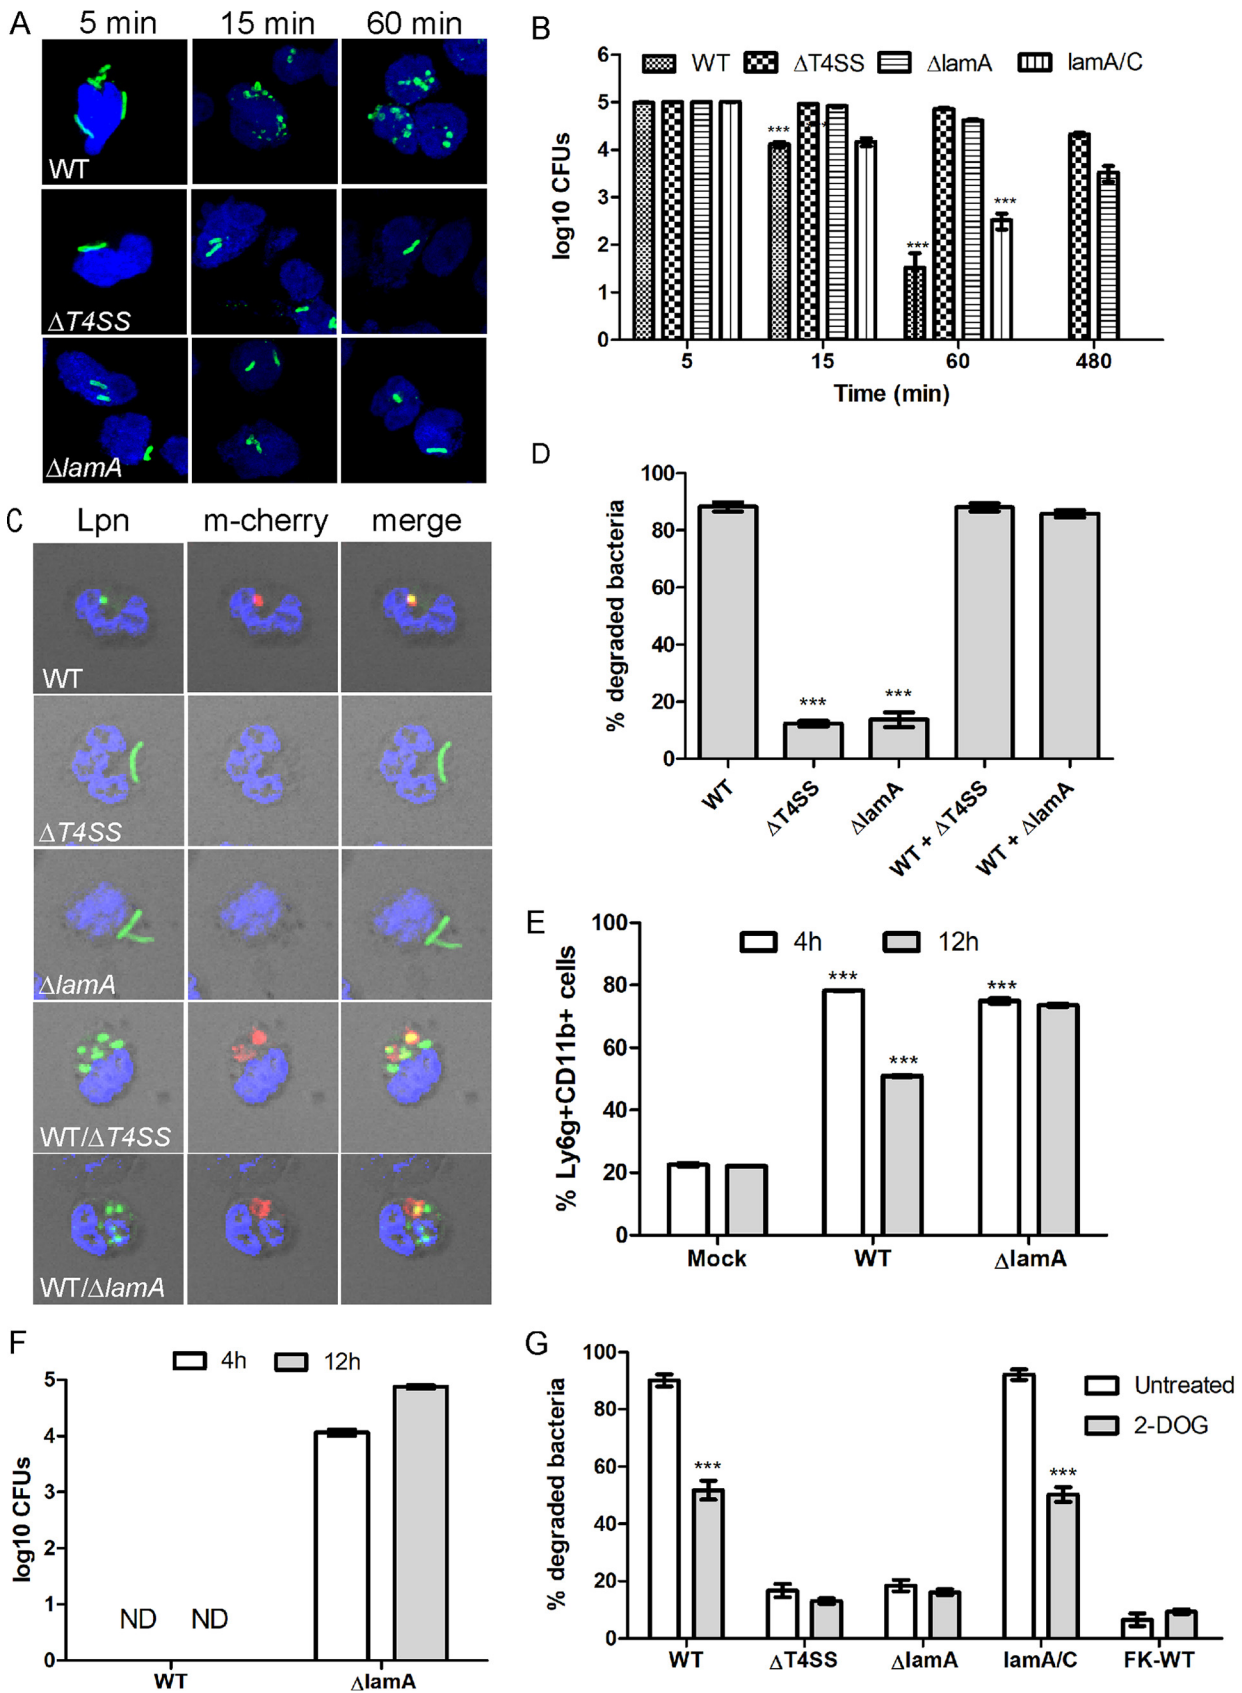 A
5 min 15 min 60 min
WT
ΔT4SS
ΔlamA
B
WT ΔT4SS ΔlamA lamA/C
log10 CFUs
6
5
4
3
2
1
0
***
***
***
5 15 60 480
Time (min)
C
Lpn m-cherry merge
WT
ΔT4SS
ΔlamA
WT/ΔT4SS
WT/ΔlamA
D
% degraded bacteria
100
80
60
40
20
0
*** ***
WT ΔT4SS ΔlamA WT + ΔT4SS WT + ΔlamA
E
4h 12h
% Ly6g+CD11b+ cells
100
80
60
40
20
0
*** *** ***
Mock WT ΔlamA
F
4h 12h
log10 CFUs
5
4
3
2
1
0
ND ND
WT ΔlamA
G
Untreated
2-DOG
% degraded bacteria
100
80
60
40
20
0
*** ***
WT ΔT4SS ΔlamA lamA/C FK-WT